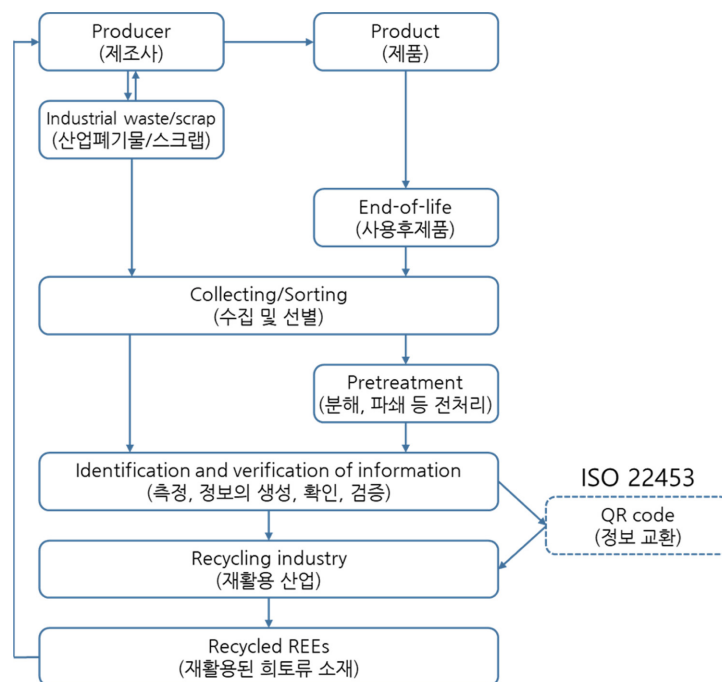 Producer
(제조사)
Product
(제품)
Industrial waste/scrap
(산업폐기물/스크랩)
End-of-life
(사용후제품)
Collecting/Sorting
(수집 및 선별)
Pretreatment
(분해, 파쇄 등 전처리)
Identification and verification of information
(측정, 정보의 생성, 확인, 검증)
ISO 22453
QR code
(정보 교환)
Recycling industry
(재활용 산업)
Recycled REEs
(재활용된 희토류 소재)